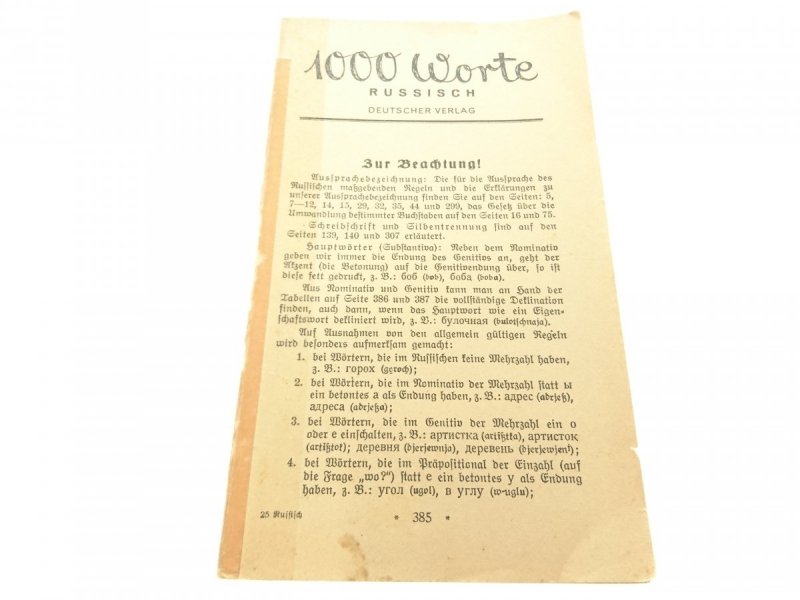 1000 Worte
RUSSISCH
DEUTSCHER VERLAG
Zur Beachtung!
Aussprachebezeichnung: Die für die Aussprache des
Russischen maßgebenden Regeln und die Erklärungen zu
unserer Aussprachebezeichnung finden Sie auf den Seiten: 5,
7—12, 14, 15, 29, 32, 35, 44 und 299, das Gesetz über die
Umwandlung bestimmter Buchstaben auf den Seiten 16 und 75.
Schreibschrift und Silbentrennung sind auf den
Seiten 139, 140 und 307 erläutert.
Hauptwörter (Substantiva): Neben dem Nominativ
geben wir immer die Endung des Genitivs an, geht der
Akzent (die Betonung) auf die Genitivendung über, so ist
diese fett gedruckt, z. B.: боб (bob), боба (boba).
Aus Nominativ und Genitiv kann man an Hand der
Tabellen auf Seite 386 und 387 die vollständige Deklination
finden, auch dann, wenn das Hauptwort wie ein Eigen-
schaftswort dekliniert wird, z. B.: булочная (bulotschnaja).
Auf Ausnahmen von den allgemein gültigen Regeln
wird besonders aufmerksam gemacht:
1. bei Wörtern, die im Russischen keine Mehrzahl haben,
z. B.: горох (geroch);
2. bei Wörtern, die im Nominativ der Mehrzahl statt ы
ein betontes а als Endung haben, z. B.: адрес (adrjeß),
адреса (adrjeßa);
3. bei Wörtern, die im Genitiv der Mehrzahl ein о
oder е einschalten, z. B.: артистка (artißtka), артисток
(artißtok); деревня (djerjewnja), деревень (djerjewjenj);
4. bei Wörtern, die im Präpositional der Einzahl (auf
die Frage „wo?") statt е ein betontes у als Endung
haben, z. B.: угол (ugol), в углу (w-uglu);
25 Russisch
* 385 *